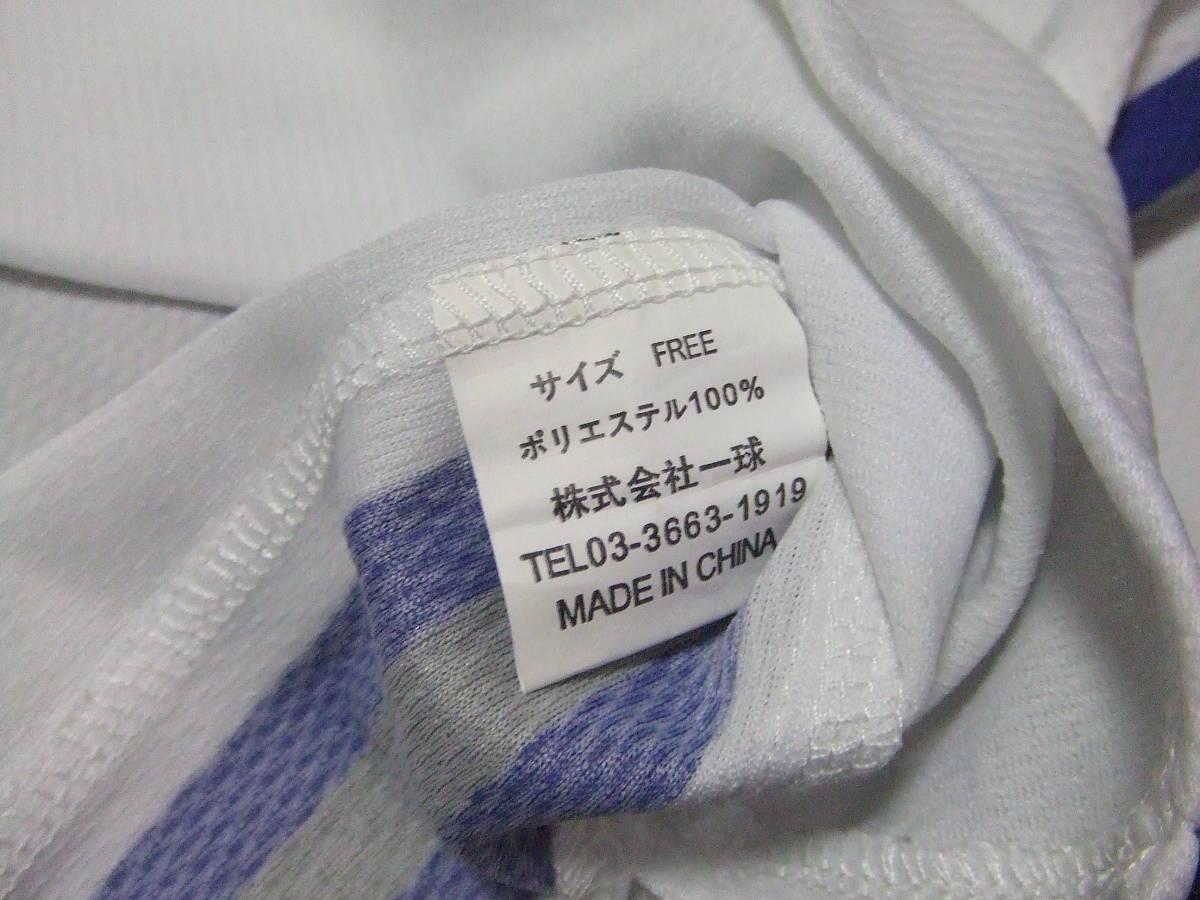 サイズ FREE
ポリエステル100%
株式会社一球
TEL03-3663-1919
MADE IN CHINA